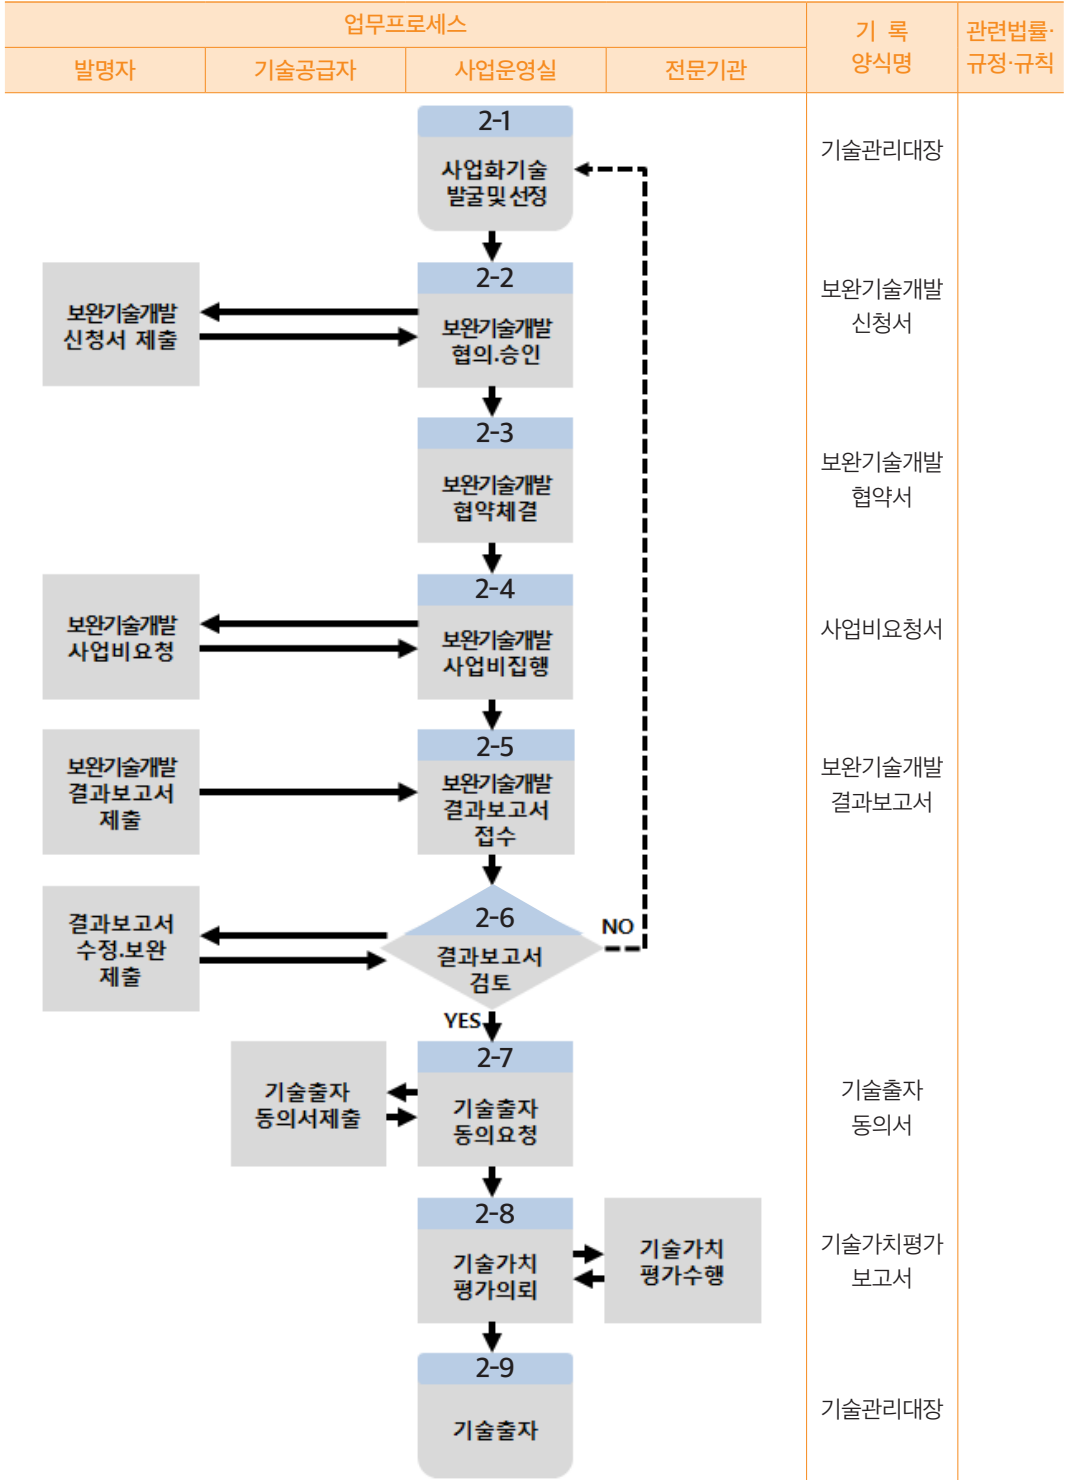 업무프로세스
기 록
양식명
관련법률·
규정·규칙
발명자
기술공급자
사업운영실
전문기관
2-1
사업화기술
발굴및선정
기술관리대장
보완기술개발
신청서 제출
2-2
보완기술개발
협의.승인
보완기술개발
신청서
2-3
보완기술개발
협약체결
보완기술개발
협약서
보완기술개발
사업비요청
2-4
보완기술개발
사업비집행
사업비요청서
보완기술개발
결과보고서
제출
2-5
보완기술개발
결과보고서
접수
보완기술개발
결과보고서
결과보고서
수정.보완
제출
2-6
결과보고서
검토
NO
YES
기술출자
동의서제출
2-7
기술출자
동의요청
기술출자
동의서
2-8
기술가치
평가의뢰
기술가치
평가수행
기술가치평가
보고서
2-9
기술출자
기술관리대장